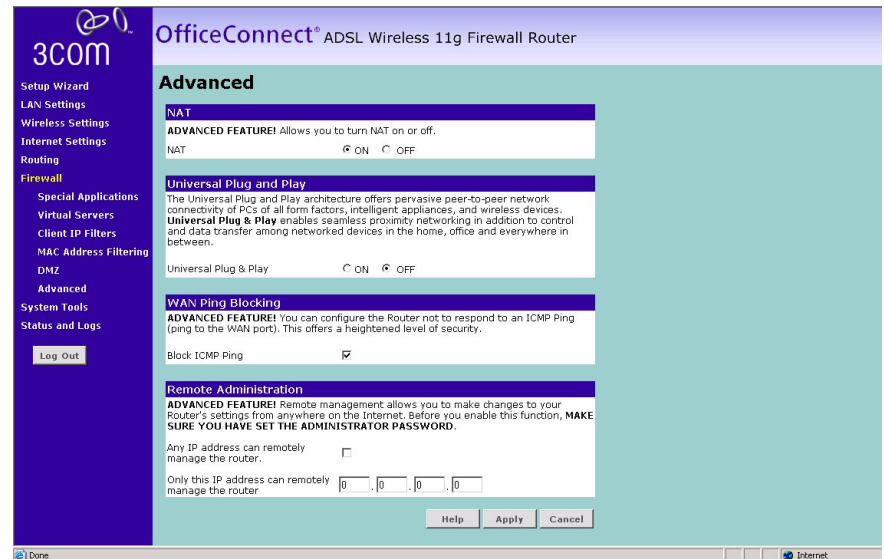 3COM
OfficeConnect® ADSL Wireless 11g Firewall Router
Setup Wizard
LAN Settings
Wireless Settings
Internet Settings
Routing
Firewall
Special Applications
Virtual Servers
Client IP Filters
MAC Address Filtering
DMZ
Advanced
System Tools
Status and Logs
Log Out
Advanced
NAT
ADVANCED FEATURE! Allows you to turn NAT on or off.
NAT ON OFF
Universal Plug and Play
The Universal Plug and Play architecture offers pervasive peer-to-peer network
connectivity of PCs of all form factors, intelligent appliances, and wireless devices.
Universal Plug & Play enables seamless proximity networking in addition to control
and data transfer among networked devices in the home, office and everywhere in
between.
Universal Plug & Play ON OFF
WAN Ping Blocking
ADVANCED FEATURE! You can configure the Router not to respond to an ICMP Ping
(ping to the WAN port). This offers a heightened level of security.
Block ICMP Ping
Remote Administration
ADVANCED FEATURE! Remote management allows you to make changes to your
Router's settings from anywhere on the Internet. Before you enable this function, MAKE
SURE YOU HAVE SET THE ADMINISTRATOR PASSWORD.
Any IP address can remotely
manage the router.
Only this IP address can remotely
manage the router 0 . 0 . 0 . 0
Help Apply Cancel
Done Internet